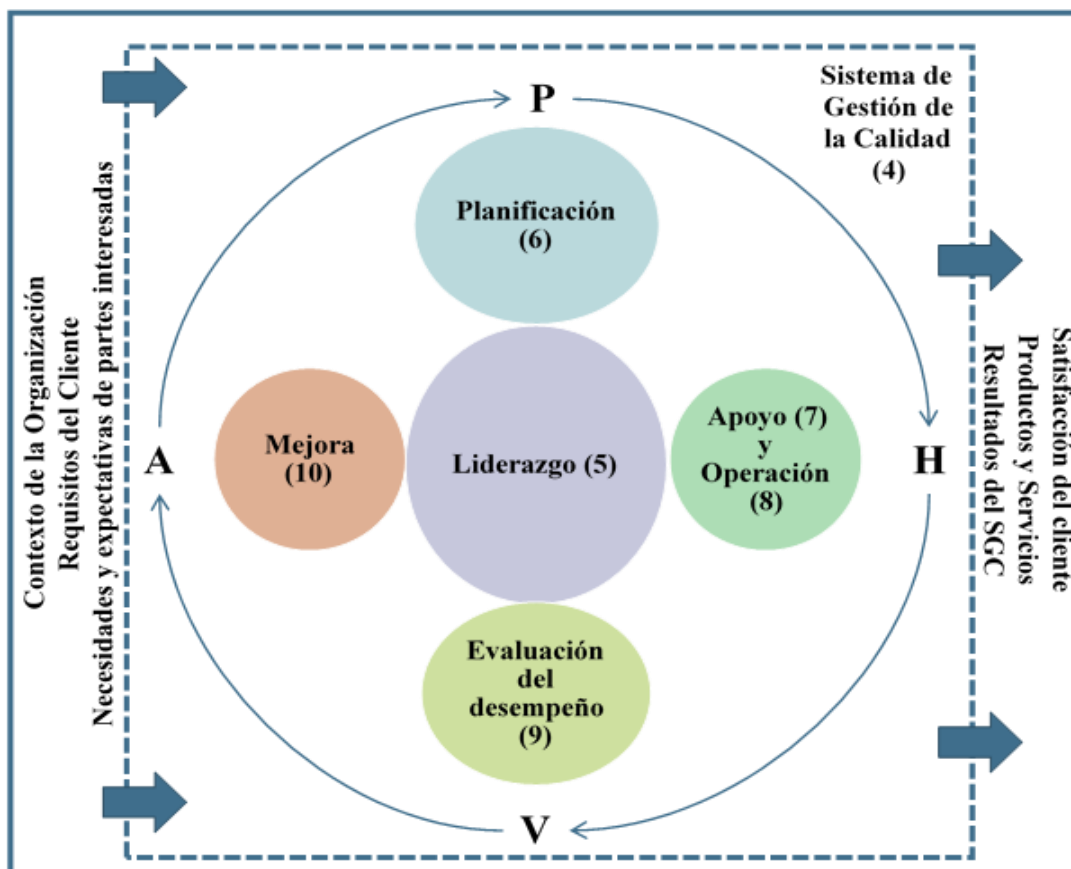 Contexto de la Organización
Requisitos del Cliente
Necesidades y expectativas de partes interesadas
P
Sistema de
Gestión de
la Calidad
(4)
Planificación
(6)
A
Mejora
(10)
Liderazgo (5)
Apoyo (7)
y
Operación
(8)
H
Evaluación
del
desempeño
(9)
V
Satisfacción del cliente
Productos y Servicios
Resultados del SGC